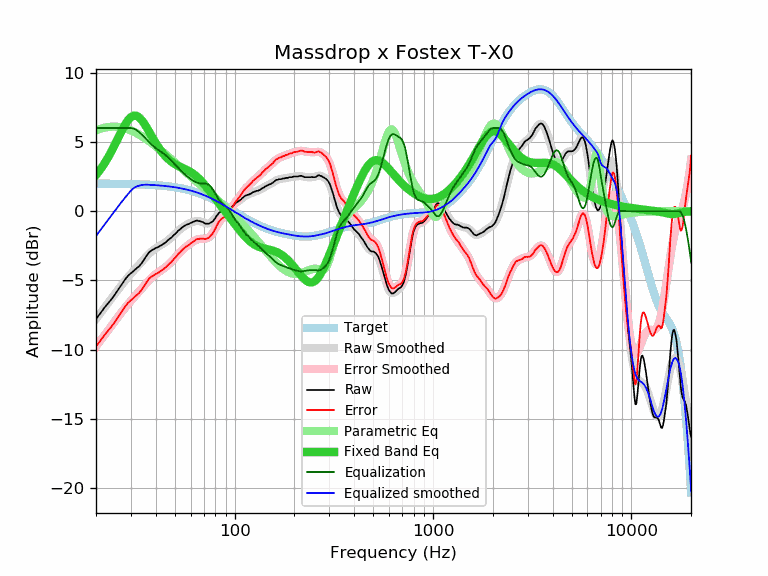 Massdrop x Fostex T-X0
10
5
0
−5
−10
−15
−20
Amplitude (dBr)
Target
Raw Smoothed
Error Smoothed
Raw
Error
Parametric Eq
Fixed Band Eq
Equalization
Equalized smoothed
100
1000
10000
Frequency (Hz)